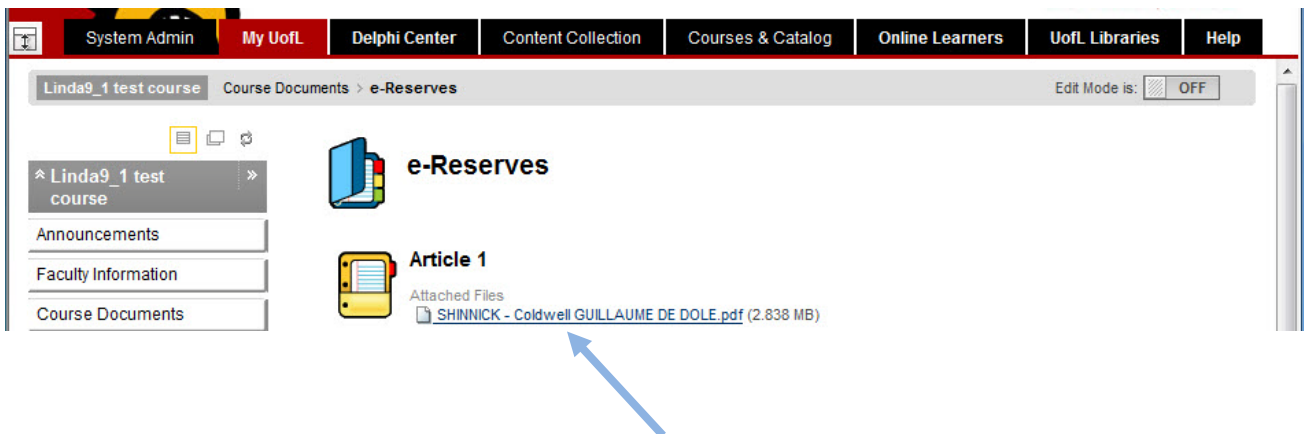 System Admin My UofL Delphi Center Content Collection Courses & Catalog Online Learners UofL Libraries Help
Linda9_1 test course Course Documents > e-Reserves Edit Mode is: OFF
e-Reserves
Linda9_1 test
course
Announcements
Faculty Information
Course Documents
Article 1
Attached Files
SHINNICK - Coldwell GUILLAUME DE DOLE.pdf (2.838 MB)